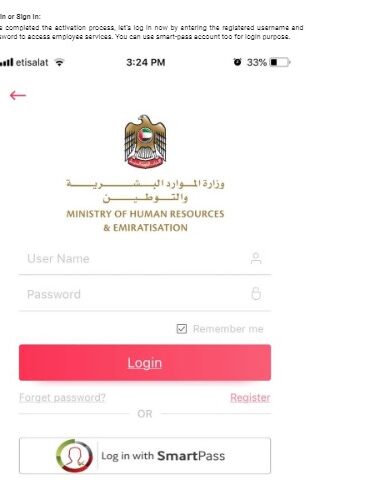 in or Sign in:
completed the activation process, let's log in now by entering the registered username and
sword to access employee services. You can use smart-pass account too for login purpose.
etisalat 3:24 PM 33%
وزارة المـــوارد البـــشـــــريـــــة
والتـــوطـــيـــن
MINISTRY OF HUMAN RESOURCES
& EMIRATISATION
User Name
Password
Remember me
Login
Forget password? Register
OR
Log in with SmartPass